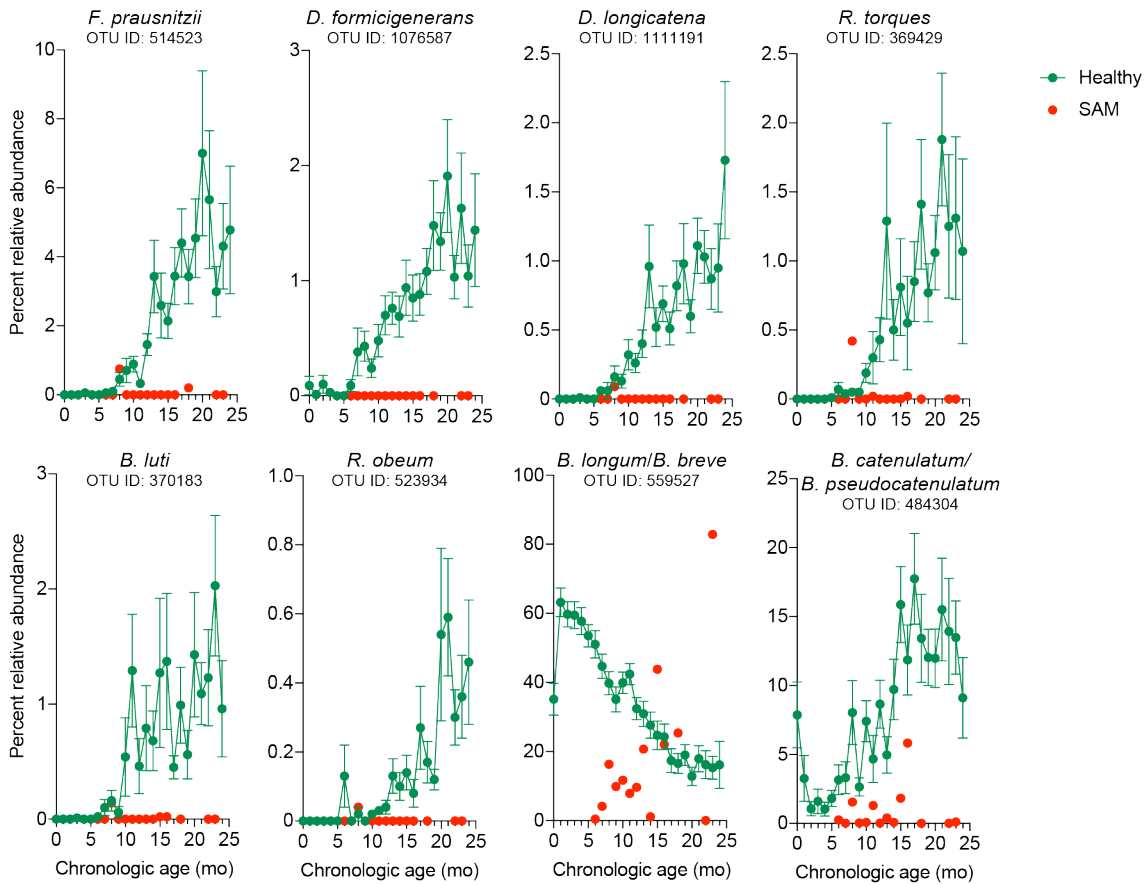 F. prausnitzii
OTU ID: 514523
D. formicigenerans
OTU ID: 1076587
D. longicatena
OTU ID: 1111191
R. torques
OTU ID: 369429
Healthy
SAM
Percent relative abundance
10
8
6
4
2
0
0 5 10 15 20 25
3
2
1
0
0 5 10 15 20 25
2.5
2.0
1.5
1.0
0.5
0
0 5 10 15 20 25
2.5
2.0
1.5
1.0
0.5
0
0 5 10 15 20 25
B. luti
OTU ID: 370183
R. obeum
OTU ID: 523934
B. longum/B. breve
OTU ID: 559527
B. catenulatum/
B. pseudocatenulatum
OTU ID: 484304
Percent relative abundance
3
2
1
0
0 5 10 15 20 25
Chronologic age (mo)
1.0
0.8
0.6
0.4
0.2
0
0 5 10 15 20 25
Chronologic age (mo)
100
80
60
40
20
0
0 5 10 15 20 25
Chronologic age (mo)
25
20
15
10
5
0
0 5 10 15 20 25
Chronologic age (mo)